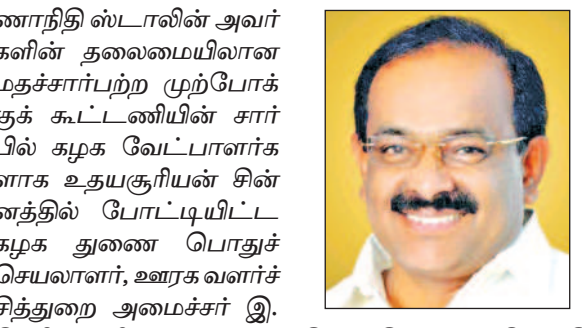 ணாநிதி ஸ்டாலின் அவர்
களின் தலைமையிலான
மதச்சார்பற்ற முற்போக்
குக் கூட்டணியின் சார்
பில் கழக வேட்பாளர்க
ளாக உதயசூரியன் சின்
னத்தில் போட்டியிட்ட
கழக துணை பொதுச்
செயலாளர், ஊரக வளர்ச்
சித்துறை அமைச்சர் இ.